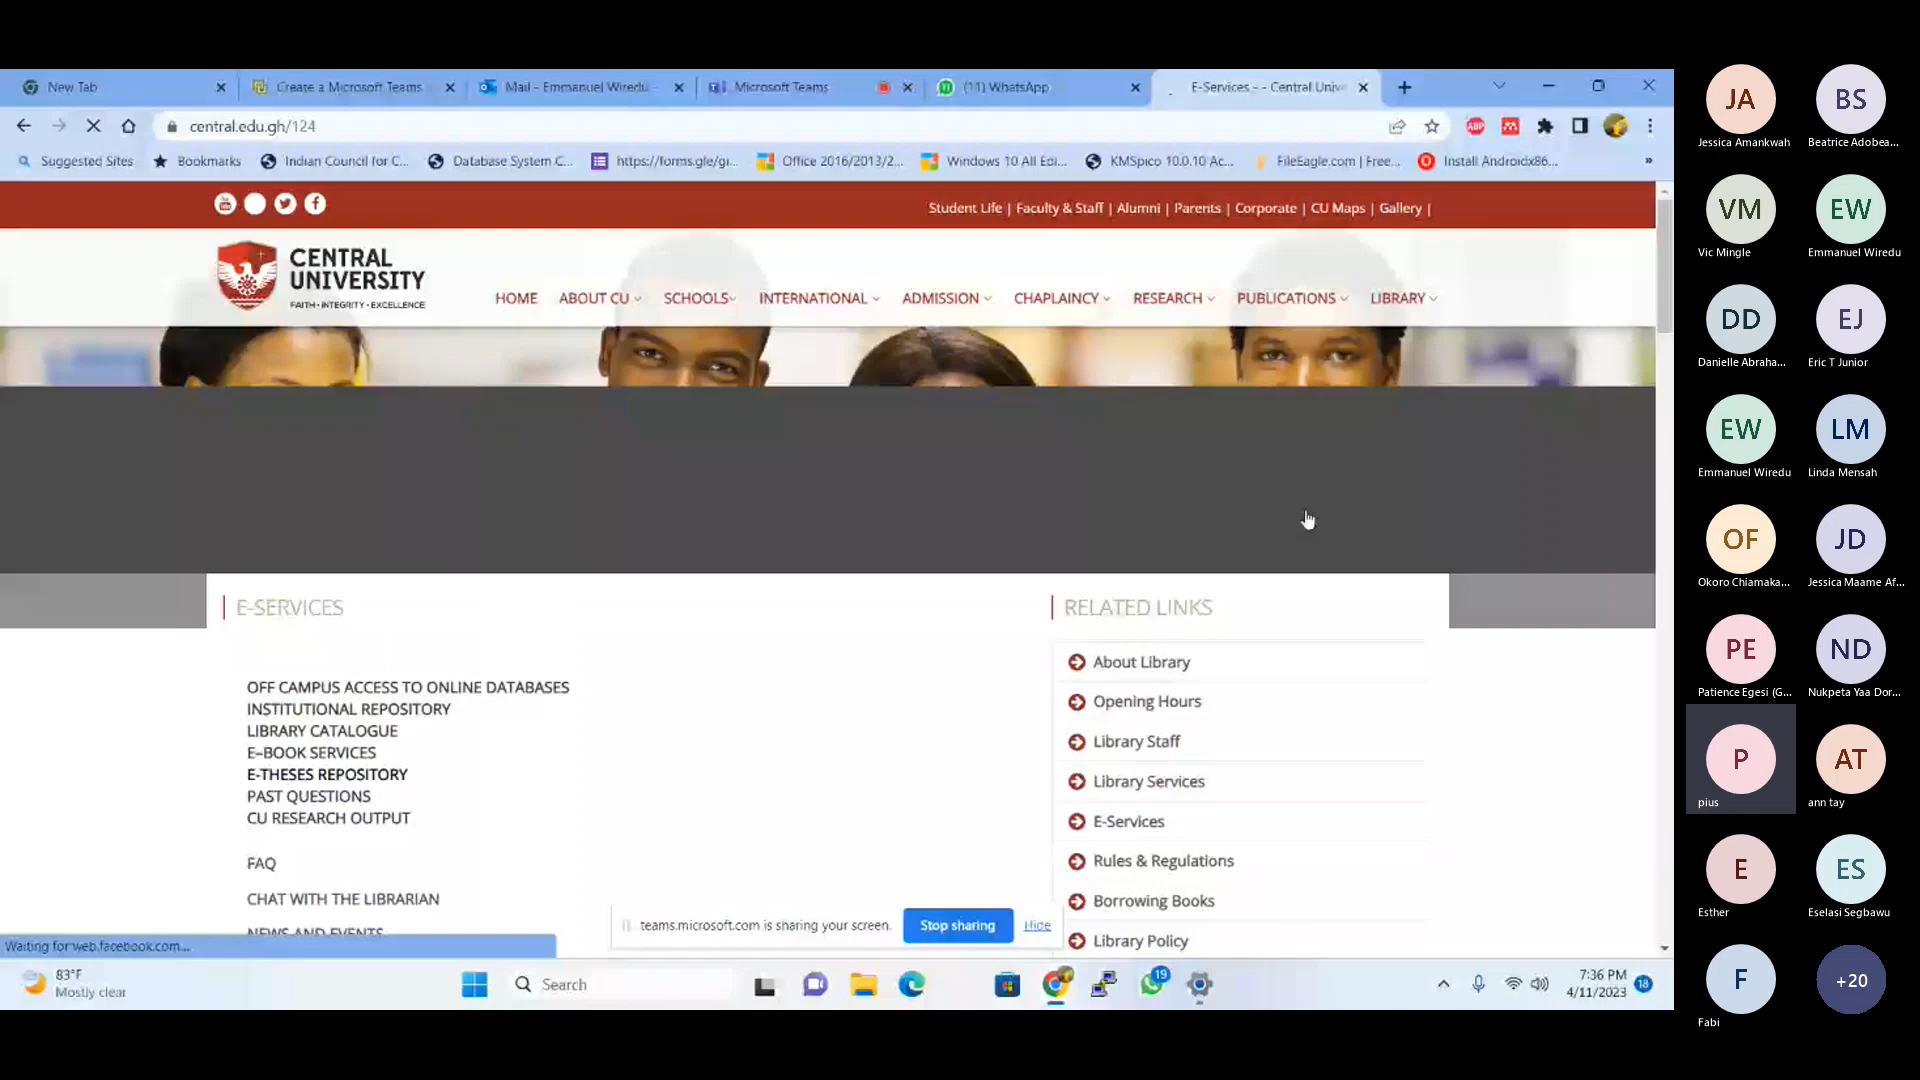 New Tab
Create a Microsoft Teams
Mail - Emmanuel Wiredu
Microsoft Teams
(11) WhatsApp
E-Services - - Central Unive
central.edu.gh/124
ABP
Suggested Sites
Bookmarks
Indian Council for C...
Database System C...
https://forms.gle/gr...
Office 2016/2013/2...
Windows 10 All Edi...
KMSpico 10.0.10 Ac...
FileEagle.com | Free...
Install Androidx86...
»
Student Life | Faculty & Staff | Alumni | Parents | Corporate | CU Maps | Gallery |
CENTRAL
UNIVERSITY
FAITH • INTEGRITY • EXCELLENCE
HOME ABOUT CU SCHOOLS INTERNATIONAL ADMISSION CHAPLAINCY RESEARCH PUBLICATIONS LIBRARY
E-SERVICES
OFF CAMPUS ACCESS TO ONLINE DATABASES
INSTITUTIONAL REPOSITORY
LIBRARY CATALOGUE
E–BOOK SERVICES
E-THESES REPOSITORY
PAST QUESTIONS
CU RESEARCH OUTPUT
FAQ
CHAT WITH THE LIBRARIAN
NEWS AND EVENTS
RELATED LINKS
About Library
Opening Hours
Library Staff
Library Services
E-Services
Rules & Regulations
Borrowing Books
Library Policy
teams.microsoft.com is sharing your screen.
Stop sharing
Hide
Waiting for web.facebook.com...
83°F
Mostly clear
Search
19
7:36 PM
4/11/2023
18
JA
Jessica Amankwah
BS
Beatrice Adobea...
VM
Vic Mingle
EW
Emmanuel Wiredu
DD
Danielle Abraha...
EJ
Eric T Junior
EW
Emmanuel Wiredu
LM
Linda Mensah
OF
Okoro Chiamaka...
JD
Jessica Maame Af...
PE
Patience Egesi (G...
ND
Nukpeta Yaa Dor...
P
pius
AT
ann tay
E
Esther
ES
Eselasi Segbawu
F
Fabi
+20